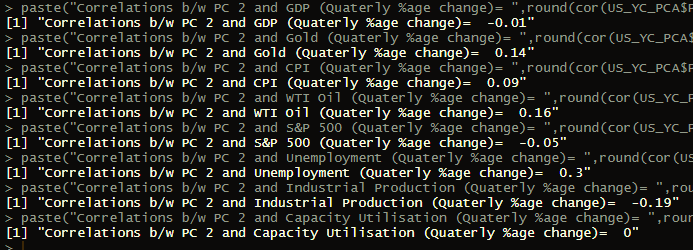 > paste("Correlations b/w PC 2 and GDP (Quaterly %age change)= ",round(cor(US_YC_PCA$P
[1] "Correlations b/w PC 2 and GDP (Quaterly %age change)=  -0.01"
> paste("Correlations b/w PC 2 and Gold (Quaterly %age change)= ",round(cor(US_YC_PCA$
[1] "Correlations b/w PC 2 and Gold (Quaterly %age change)=  0.14"
> paste("Correlations b/w PC 2 and CPI (Quaterly %age change)= ",round(cor(US_YC_PCA$P
[1] "Correlations b/w PC 2 and CPI (Quaterly %age change)=  0.09"
> paste("Correlations b/w PC 2 and WTI Oil (Quaterly %age change)= ",round(cor(US_YC_P
[1] "Correlations b/w PC 2 and WTI Oil (Quaterly %age change)=  0.16"
> paste("Correlations b/w PC 2 and S&P 500 (Quaterly %age change)= ",round(cor(US_YC_P
[1] "Correlations b/w PC 2 and S&P 500 (Quaterly %age change)=  -0.05"
> paste("Correlations b/w PC 2 and Unemployment (Quaterly %age change)= ",round(cor(US
[1] "Correlations b/w PC 2 and Unemployment (Quaterly %age change)=  0.3"
> paste("Correlations b/w PC 2 and Industrial Production (Quaterly %age change)= ",rou
[1] "Correlations b/w PC 2 and Industrial Production (Quaterly %age change)=  -0.19"
> paste("Correlations b/w PC 2 and Capacity Utilisation (Quaterly %age change)= ",roun
[1] "Correlations b/w PC 2 and Capacity Utilisation (Quaterly %age change)=  0"
>